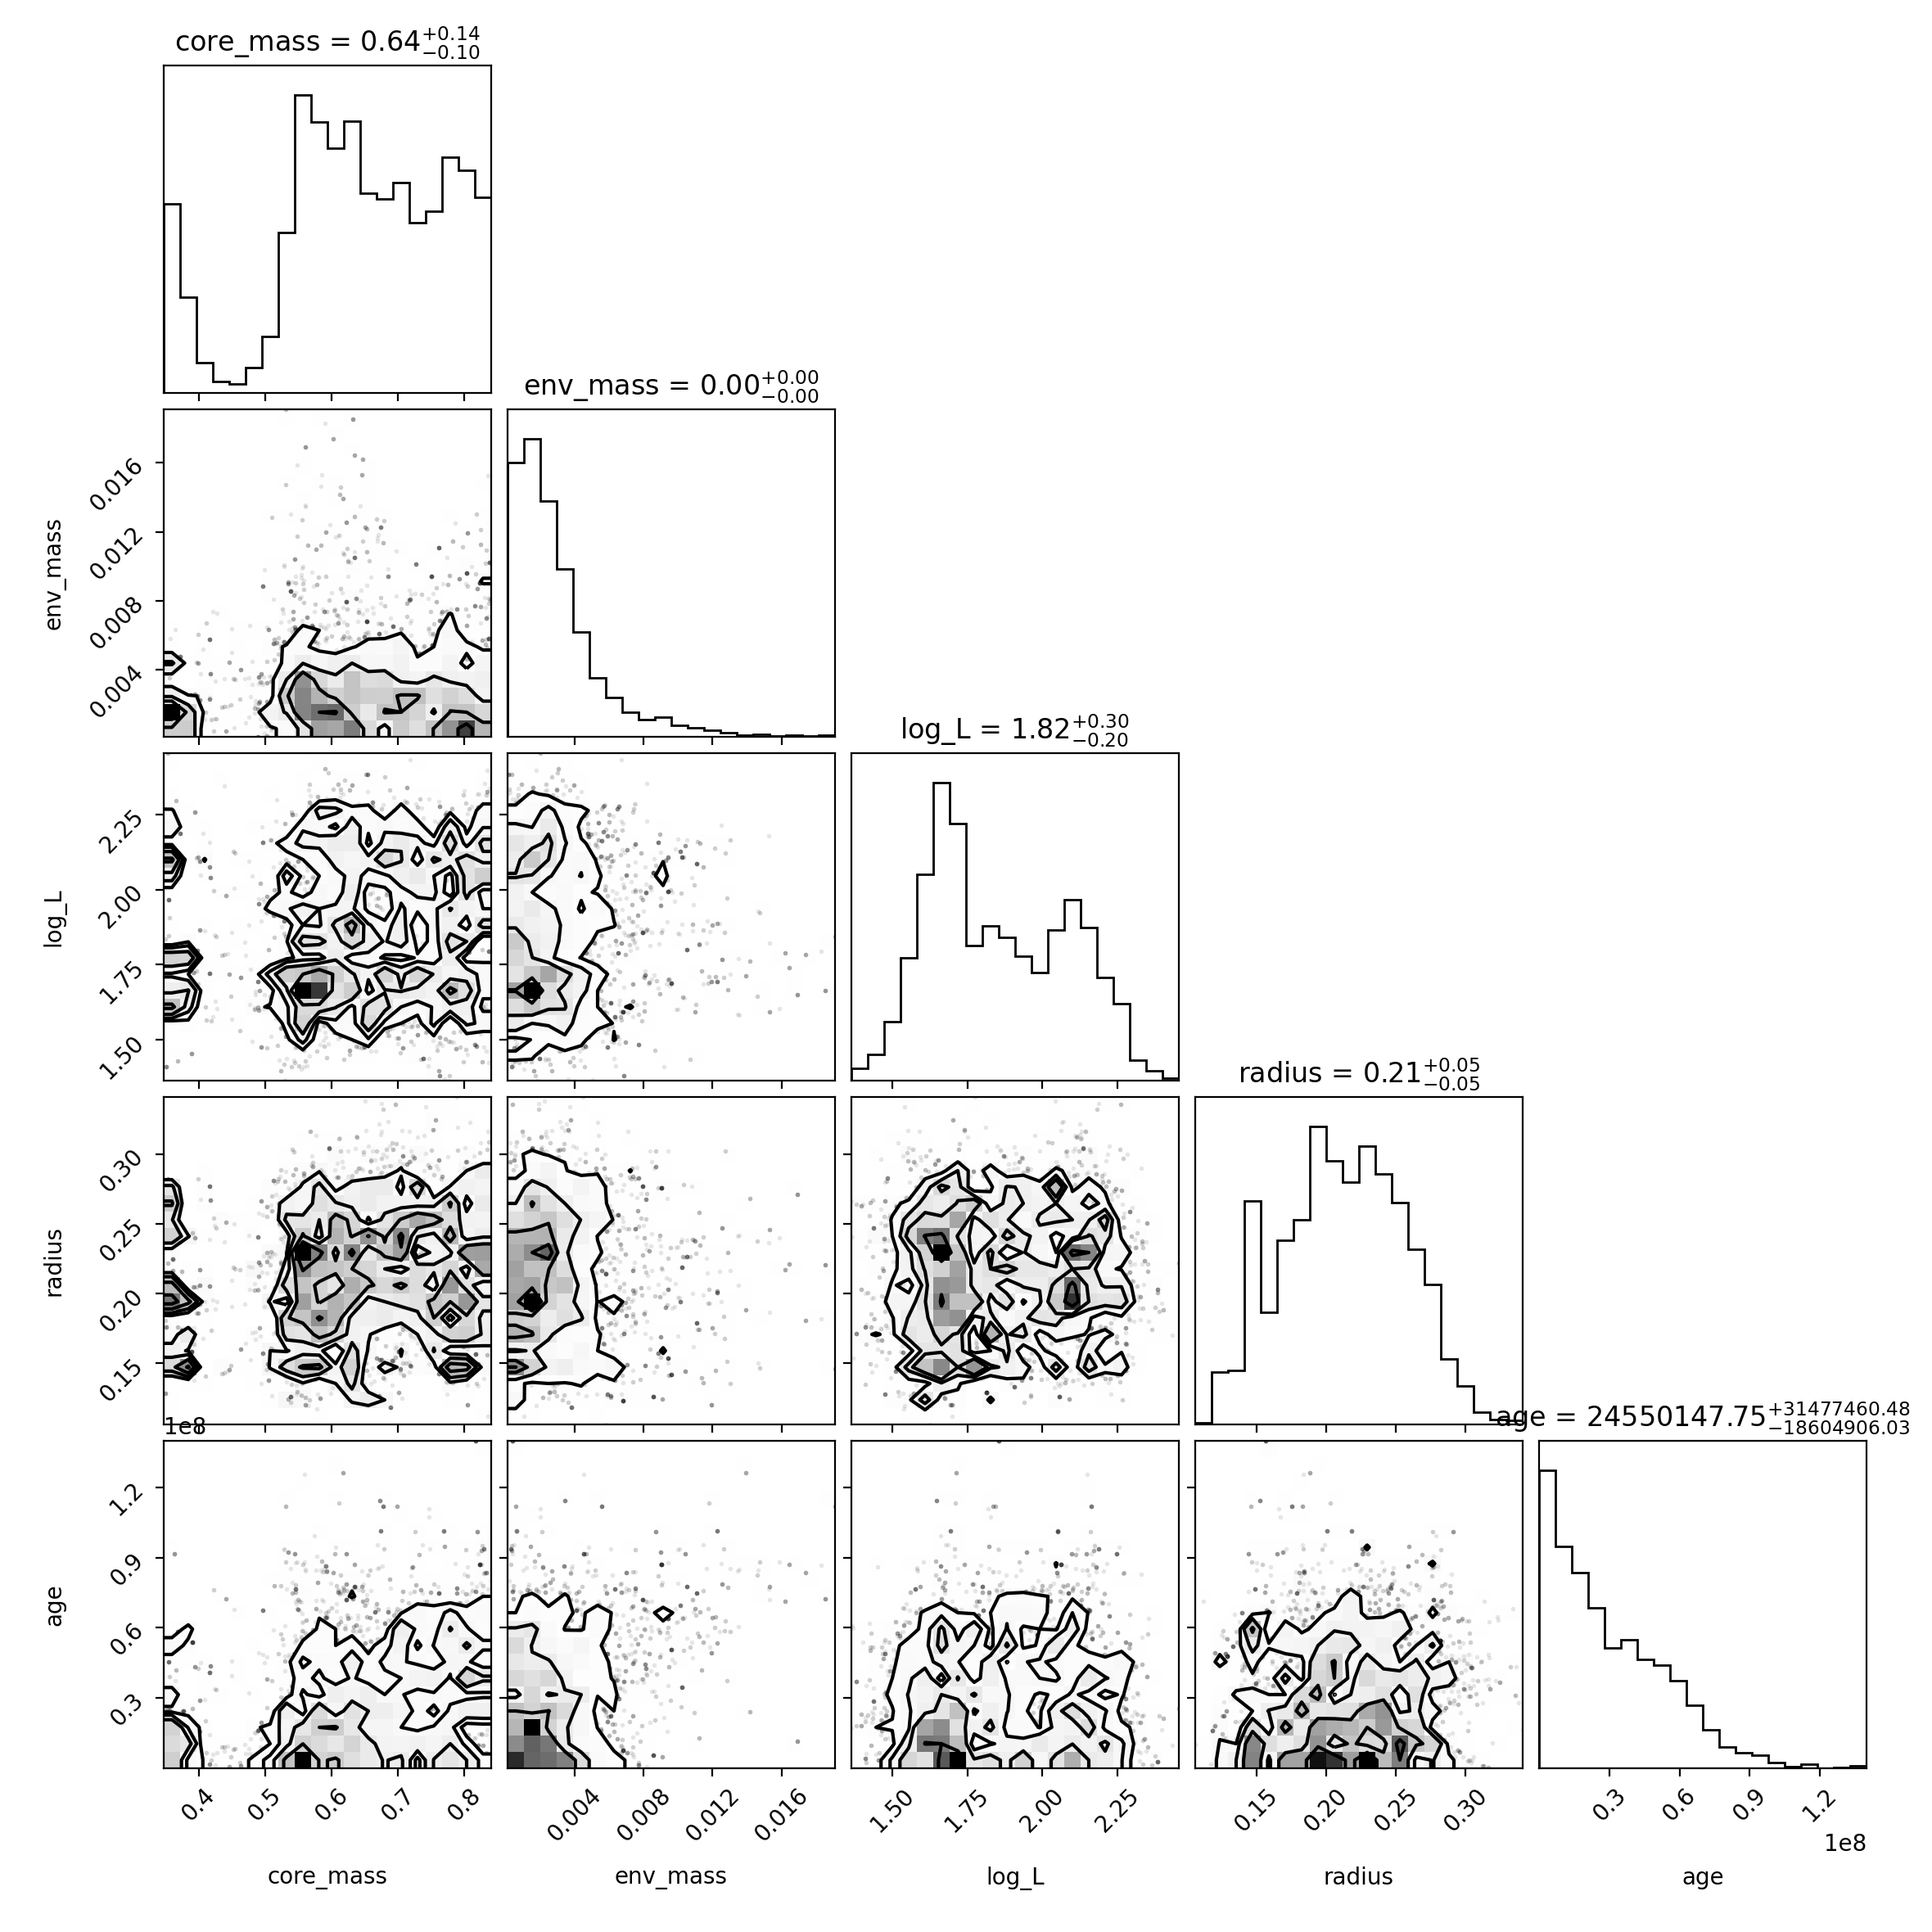 core_mass = 0.64+0.14−0.10
env_mass = 0.00+0.00−0.00
0.016
0.012
0.008
0.004
env_mass
log_L = 1.82+0.30−0.20
2.25
2.00
1.75
1.50
log_L
radius = 0.21+0.05−0.05
0.30
0.25
0.20
0.15
radius
1e8
age = 24550147.75+31477460.48−18604906.03
1.2
0.9
0.6
0.3
age
0.4 0.5 0.6 0.7 0.8
0.004 0.008 0.012 0.016
1.50 1.75 2.00 2.25
0.15 0.20 0.25 0.30
0.3 0.6 0.9 1.2
1e8
core_mass env_mass log_L radius age